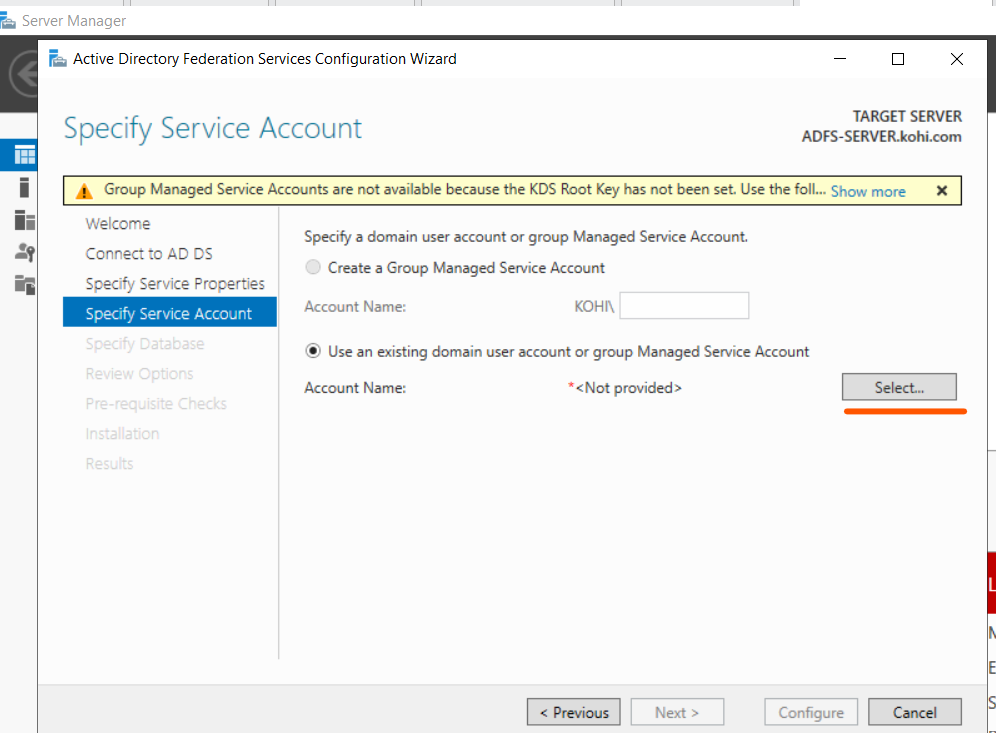 Server Manager
Active Directory Federation Services Configuration Wizard
Specify Service Account
TARGET SERVER
ADFS-SERVER.kohi.com
Group Managed Service Accounts are not available because the KDS Root Key has not been set. Use the foll... Show more
Welcome
Connect to AD DS
Specify Service Properties
Specify Service Account
Specify Database
Review Options
Pre-requisite Checks
Installation
Results
Specify a domain user account or group Managed Service Account.
Create a Group Managed Service Account
Account Name: KOHI\
Use an existing domain user account or group Managed Service Account
Account Name: *<Not provided> Select...
< Previous Next > Configure Cancel